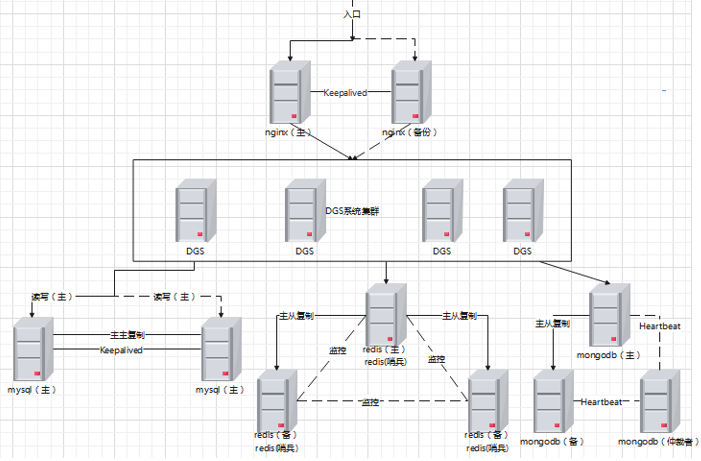 入口
Keepalived
nginx（主）
nginx（备份）
DGS系统集群
DGS
DGS
DGS
DGS
读写（主）
读写（主）
主主复制
Keepalived
mysql（主）
mysql（主）
主从复制
主从复制
redis（主）
redis(哨兵)
监控
监控
监控
redis（备）
redis(哨兵)
redis（备）
redis(哨兵)
主从复制
Heartbeat
mongodb（主）
Heartbeat
mongodb（备）
mongodb（仲裁者）